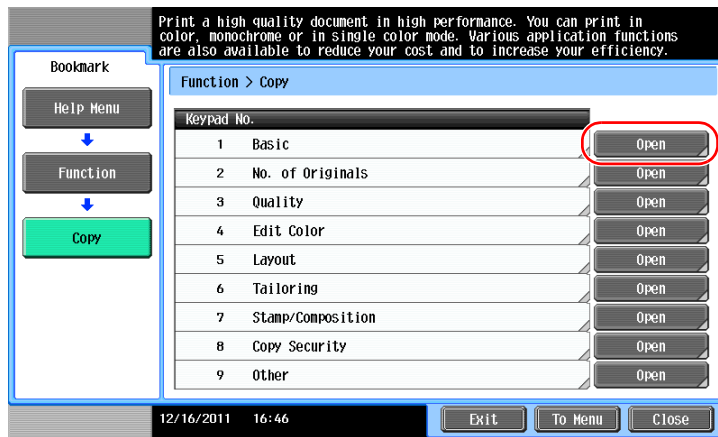 Print a high quality document in high performance. You can print in
color, monochrome or in single color mode. Various application functions
are also available to reduce your cost and to increase your efficiency.
Bookmark
Function > Copy
Help Menu
Function
Copy
Keypad No.
1 Basic Open
2 No. of Originals Open
3 Quality Open
4 Edit Color Open
5 Layout Open
6 Tailoring Open
7 Stamp/Composition Open
8 Copy Security Open
9 Other Open
12/16/2011 16:46 Exit To Menu Close